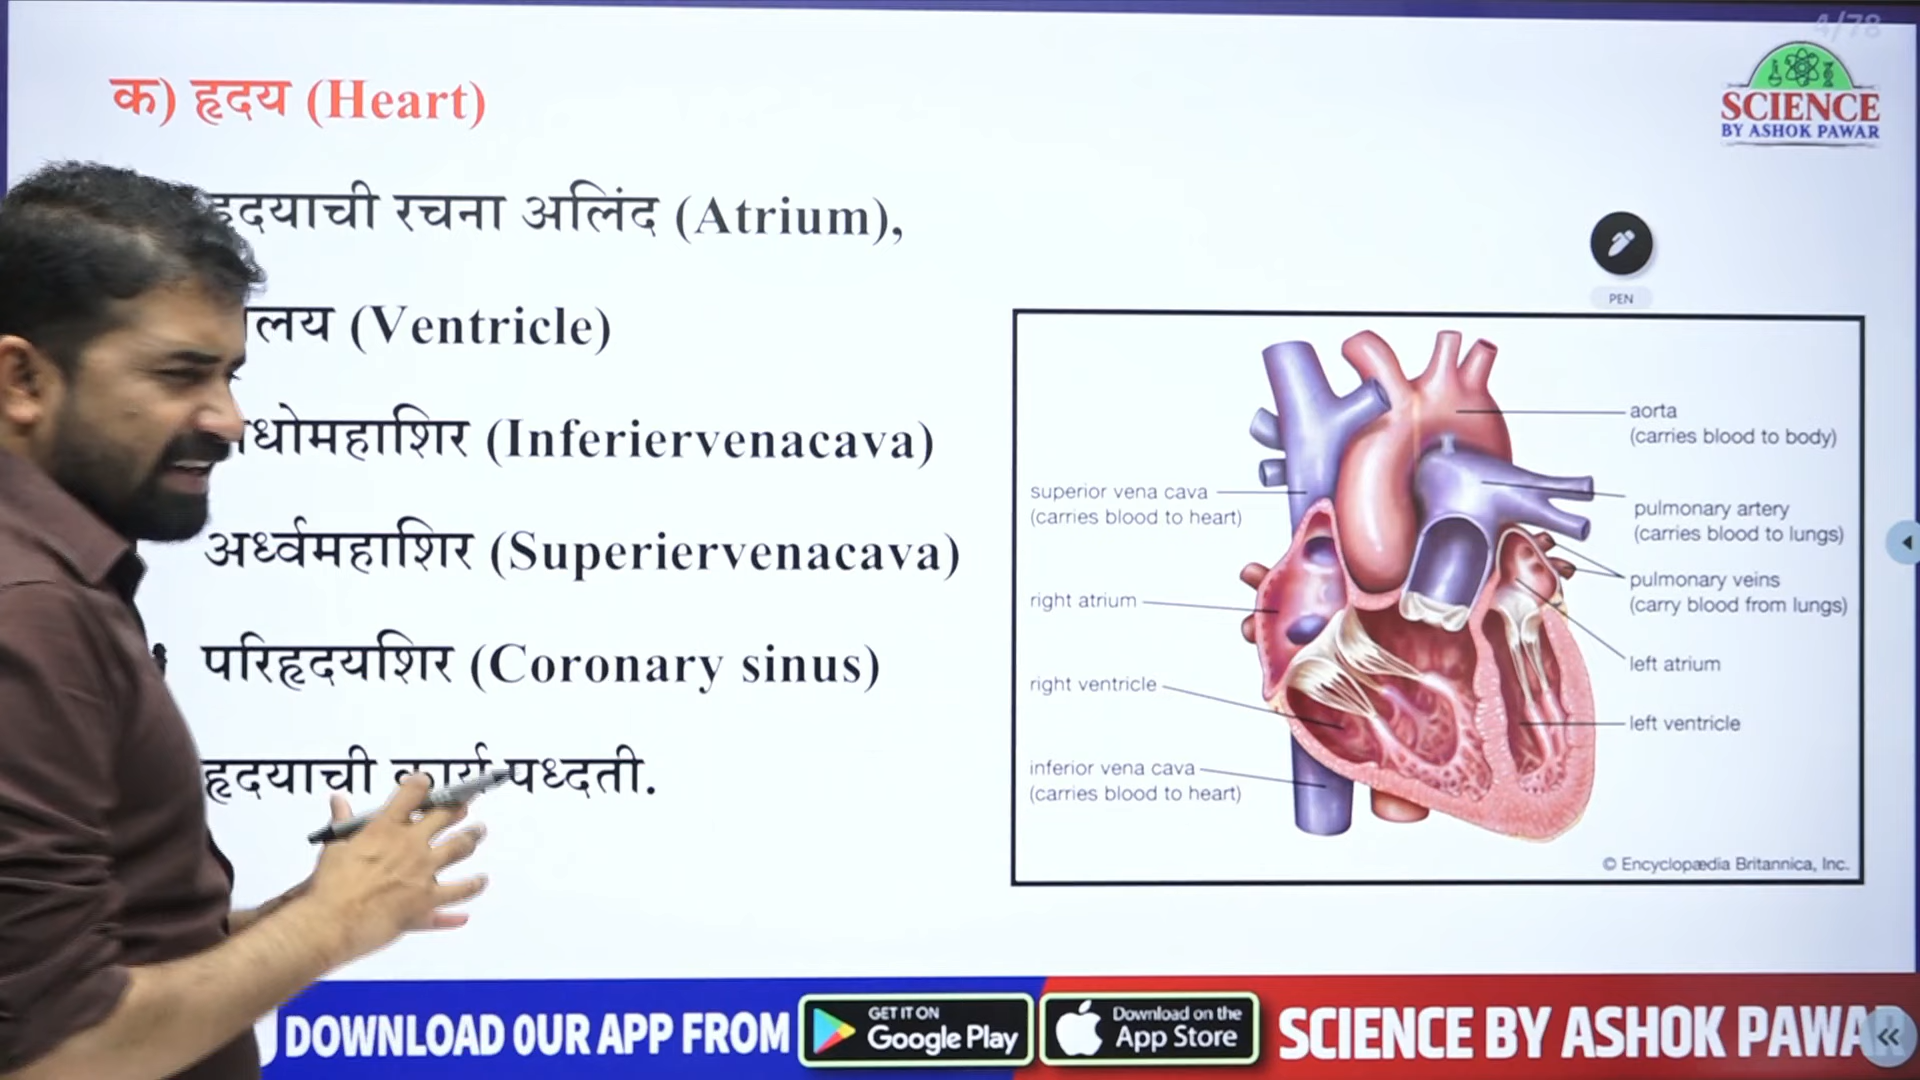 4/78
क) हृदय (Heart)
SCIENCE
BY ASHOK PAWAR
हृदयाची रचना अलिंद (Atrium),
लय (Ventricle)
धोमहाशिर (Inferiervenacava)
अर्ध्वमहाशिर (Superiervenacava)
परिहृदयशिर (Coronary sinus)
हृदयाची कार्य पध्दती.
PEN
aorta
(carries blood to body)
superior vena cava
(carries blood to heart)
pulmonary artery
(carries blood to lungs)
pulmonary veins
(carry blood from lungs)
right atrium
left atrium
right ventricle
left ventricle
inferior vena cava
(carries blood to heart)
© Encyclopædia Britannica, Inc.
DOWNLOAD OUR APP FROM
GET IT ON
Google Play
Download on the
App Store
SCIENCE BY ASHOK PAWA